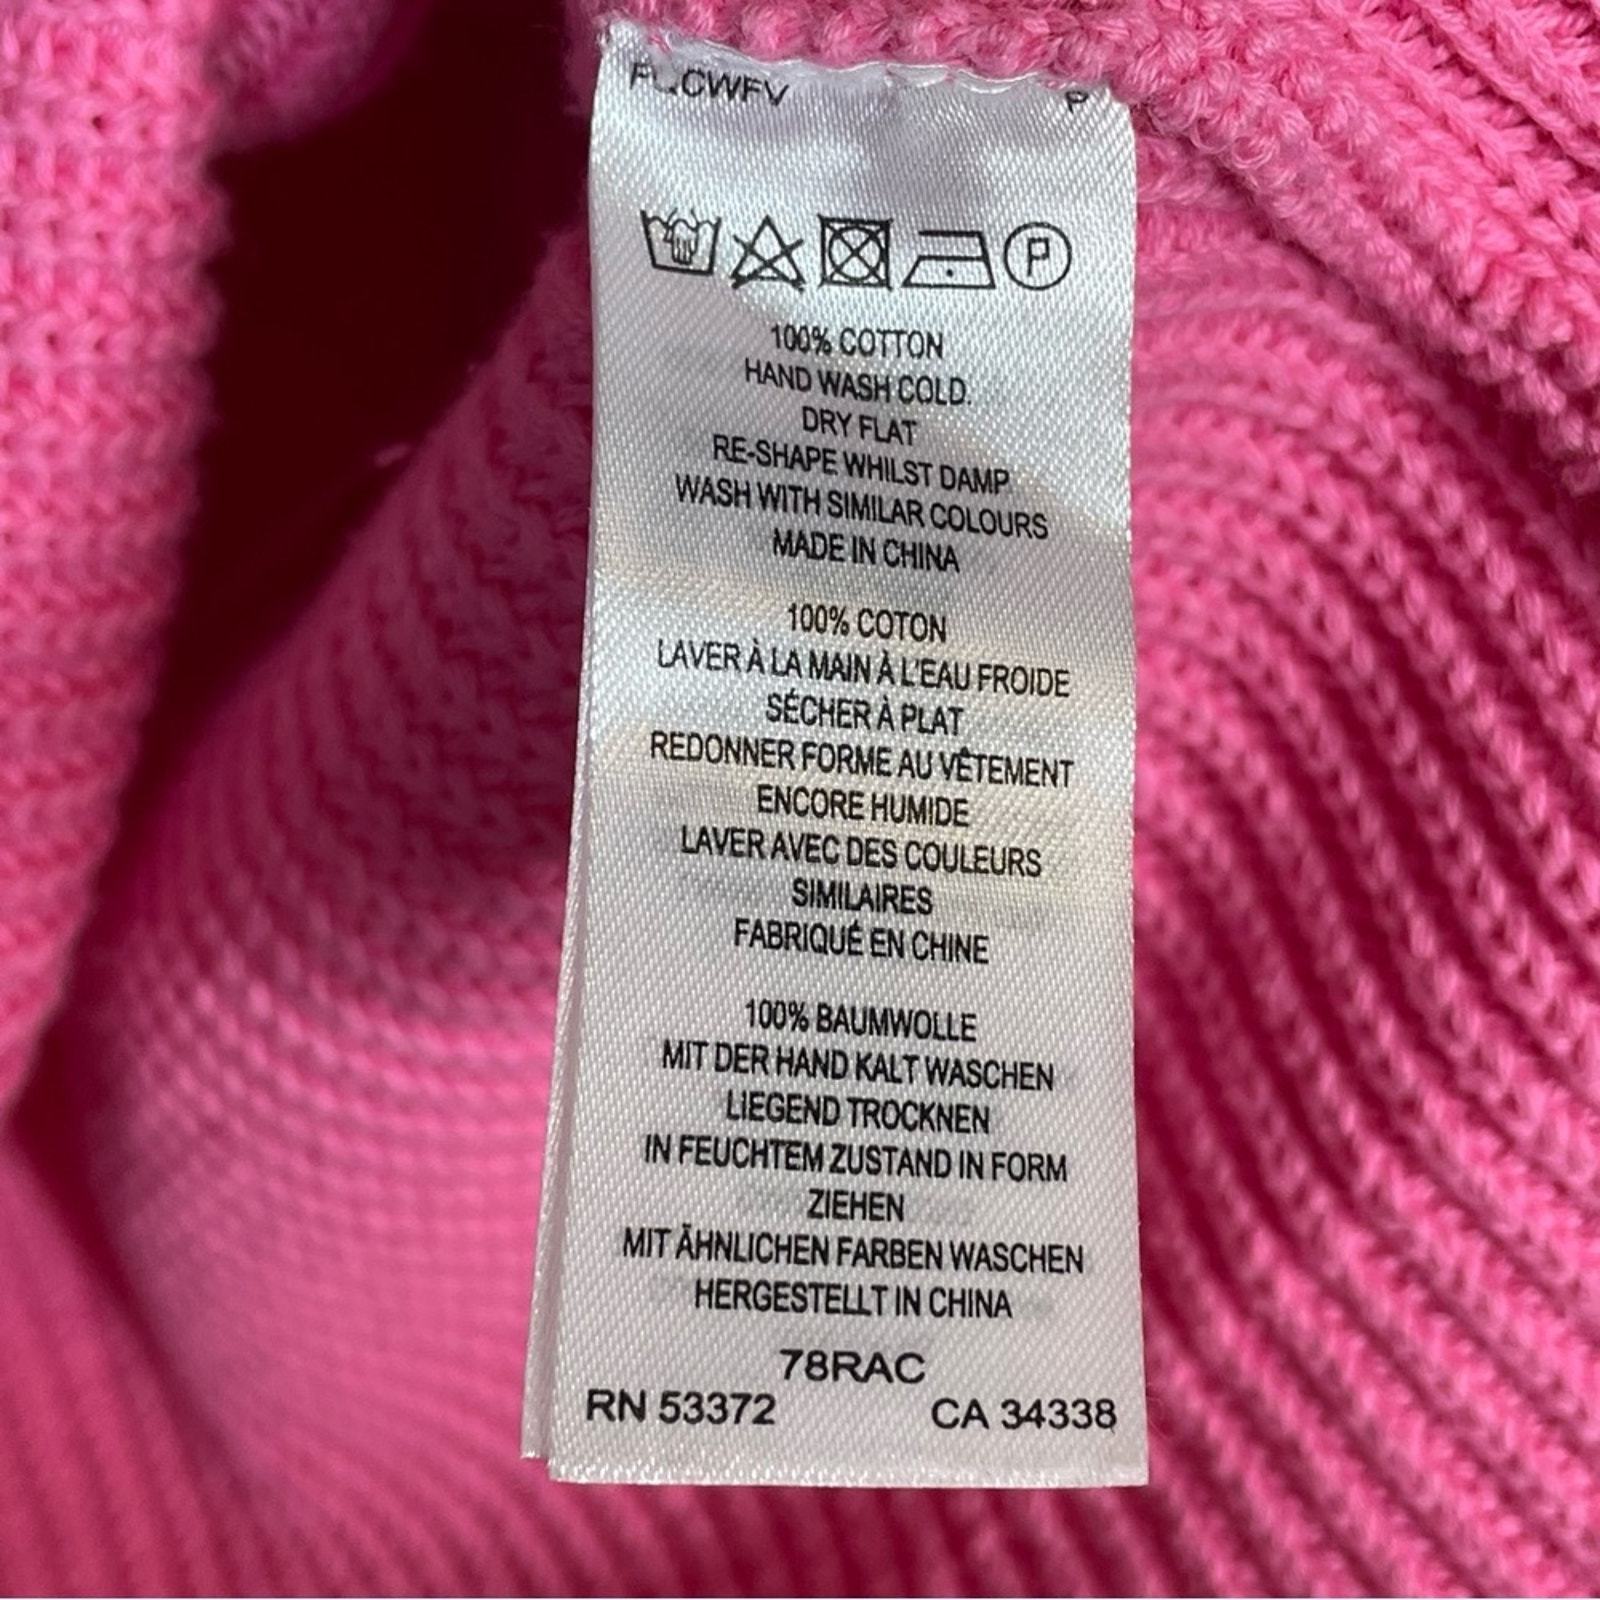 P
P
100% COTTON
HAND WASH COLD.
DRY FLAT
RE-SHAPE WHILST DAMP
WASH WITH SIMILAR COLOURS
MADE IN CHINA
100% COTON
LAVER À LA MAIN À L'EAU FROIDE
SÉCHER À PLAT
REDONNER FORME AU VÊTEMENT
ENCORE HUMIDE
LAVER AVEC DES COULEURS
SIMILAIRES
FABRIQUÉ EN CHINE
100% BAUMWOLLE
MIT DER HAND KALT WASCHEN
LIEGEND TROCKNEN
IN FEUCHTEM ZUSTAND IN FORM
ZIEHEN
MIT ÄHNLICHEN FARBEN WASCHEN
HERGESTELLT IN CHINA
78RAC
RN 53372 CA 34338